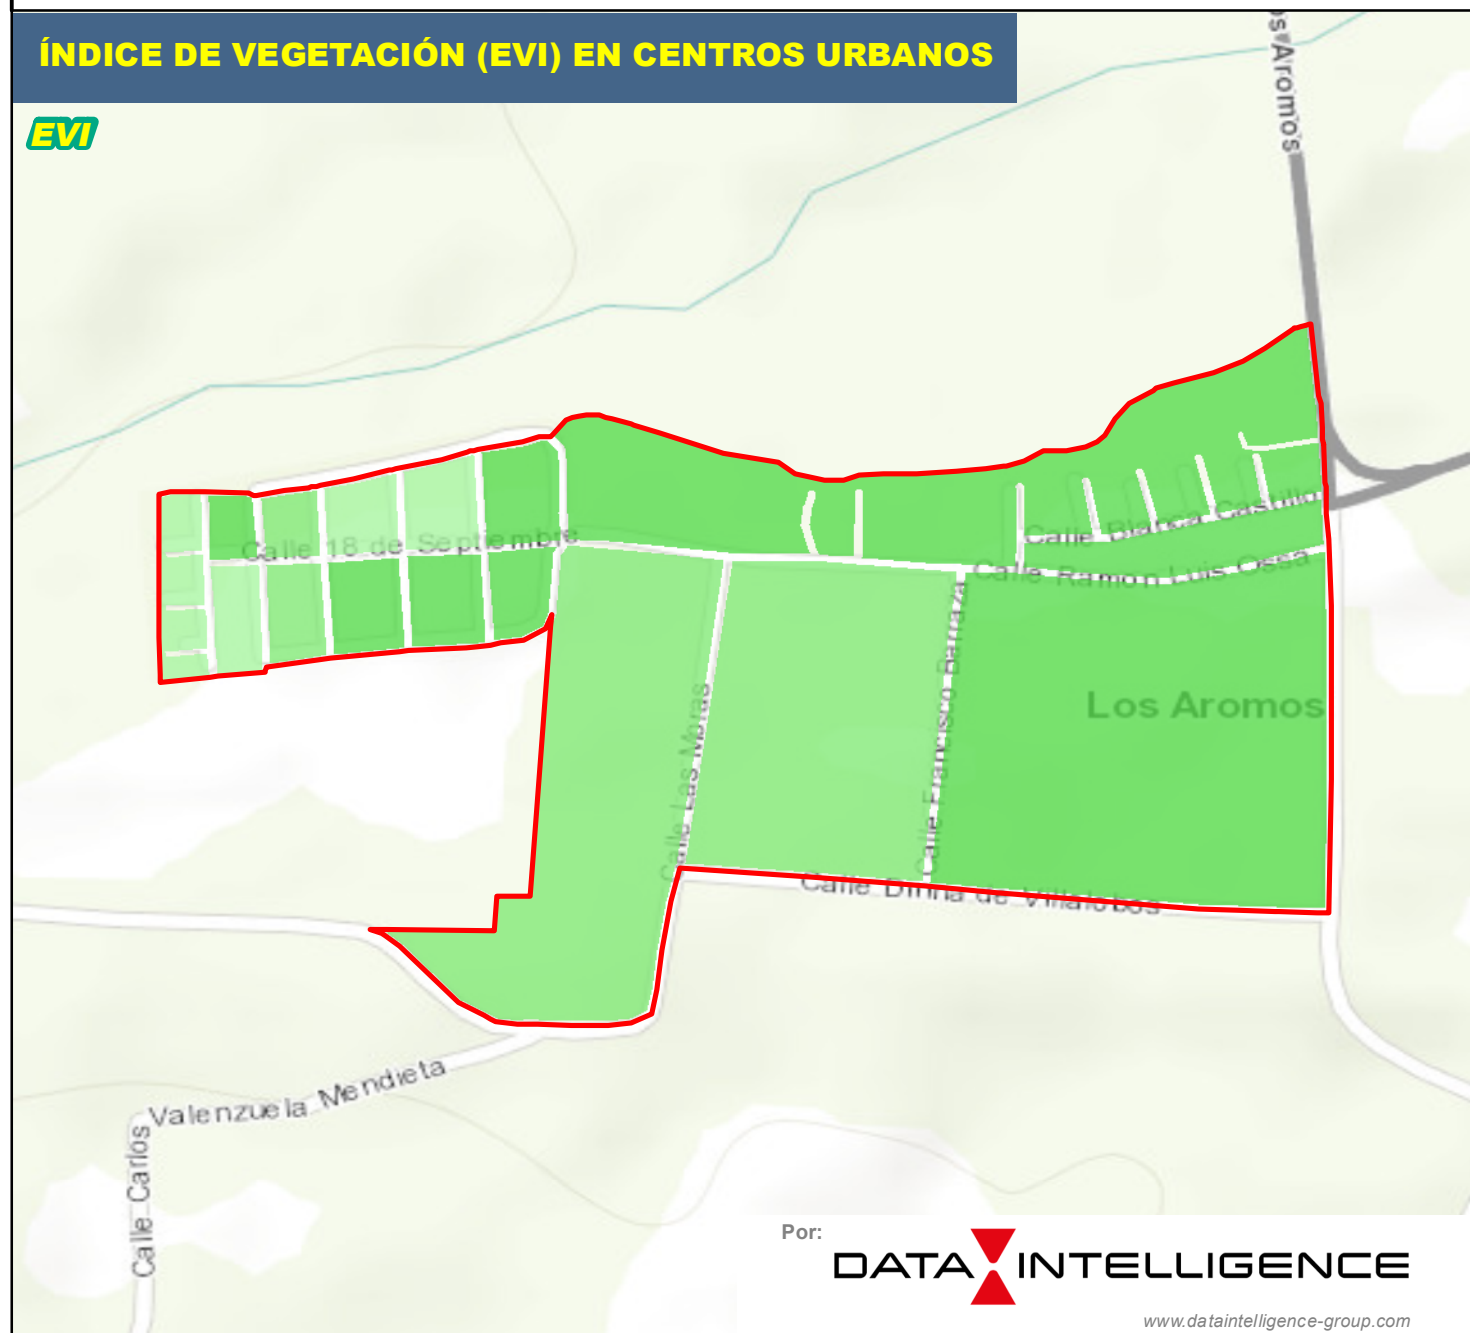 ÍNDICE DE VEGETACIÓN (EVI) EN CENTROS URBANOS
EVI
os Aromos
Calle 18 de Septiembre
Calle Blanca Castillo
Calle Ramón Luis Ossa
Calle Francisco Barraza
Los Aromos
Calle Las Moras
Calle Dinna de Villalobos
Valenzuela Mendieta
Calle Carlos
Por:
DATA INTELLIGENCE
www.dataintelligence-group.com